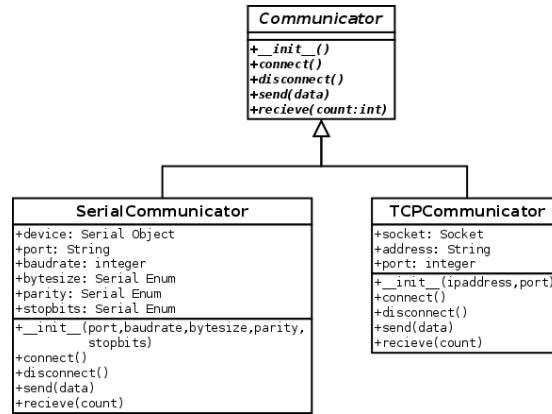 Communicator
+__init__()
+connect()
+disconnect()
+send(data)
+recieve(count:int)
SerialCommunicator
+device: Serial Object
+port: String
+baudrate: integer
+bytesize: Serial Enum
+parity: Serial Enum
+stopbits: Serial Enum
+__init__(port,baudrate,bytesize,parity,
stopbits)
+connect()
+disconnect()
+send(data)
+recieve(count)
TCPCommunicator
+socket: Socket
+address: String
+port: integer
+__init__(ipaddress,port)
+connect()
+disconnect()
+send(data)
+recieve(count)